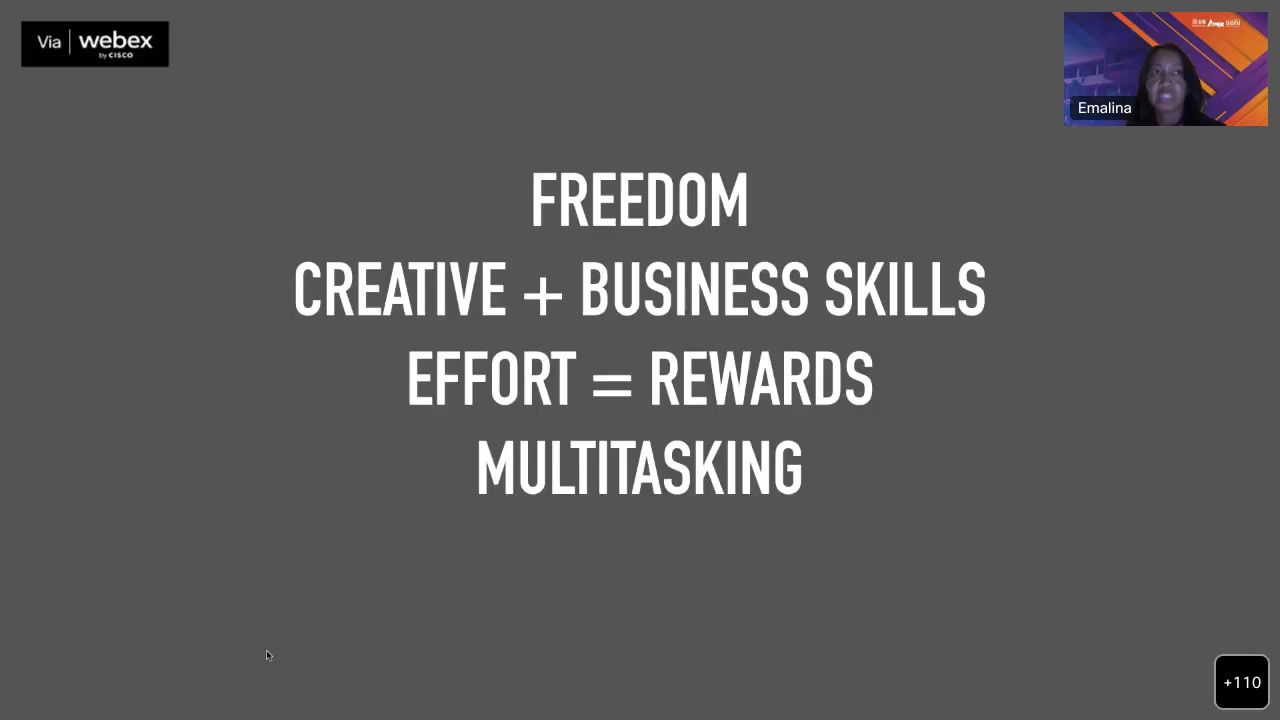 Via | webex
by CISCO
Emalina
FREEDOM
CREATIVE + BUSINESS SKILLS
EFFORT = REWARDS
MULTITASKING
+110